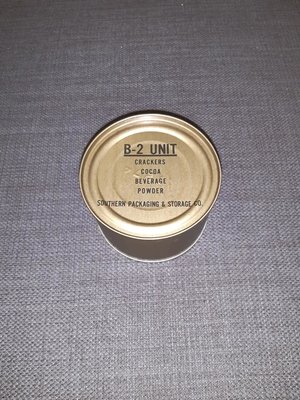 B-2 UNIT
CRACKERS
COCOA
BEVERAGE
POWDER
SOUTHERN PACKAGING & STORAGE CO.